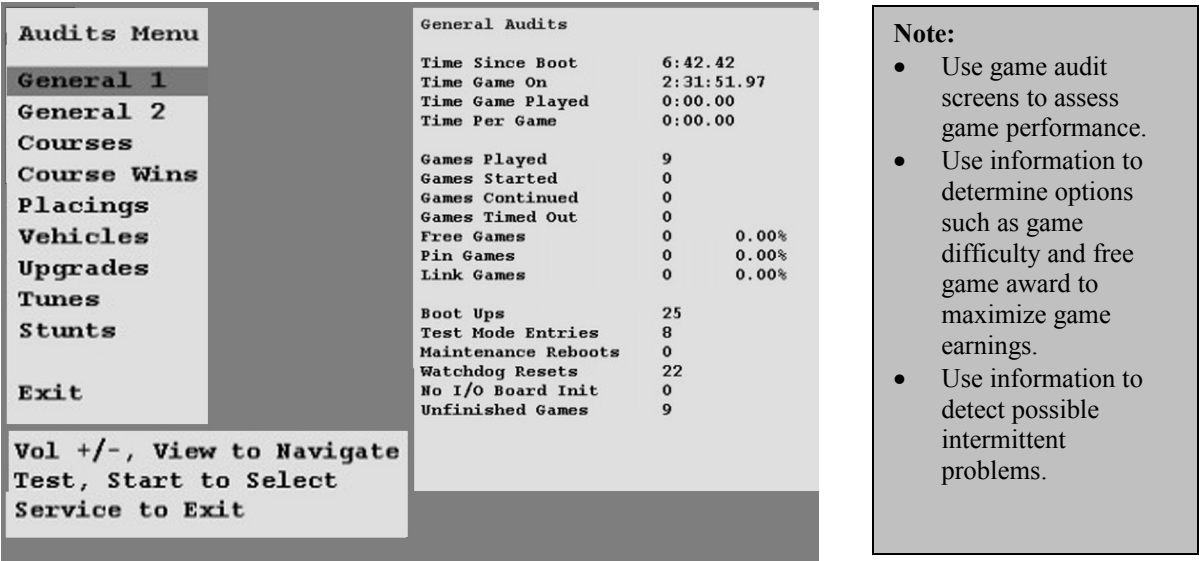 Audits Menu
General 1
General 2
Courses
Course Wins
Placings
Vehicles
Upgrades
Tunes
Stunts
Exit
Vol +/-, View to Navigate
Test, Start to Select
Service to Exit
General Audits
Time Since Boot 6:42.42
Time Game On 2:31:51.97
Time Game Played 0:00.00
Time Per Game 0:00.00
Games Played 9
Games Started 0
Games Continued 0
Games Timed Out 0
Free Games 0 0.00%
Pin Games 0 0.00%
Link Games 0 0.00%
Boot Ups 25
Test Mode Entries 8
Maintenance Reboots 0
Watchdog Resets 22
No I/O Board Init 0
Unfinished Games 9
Note:
• Use game audit
screens to assess
game performance.
• Use information to
determine options
such as game
difficulty and free
game award to
maximize game
earnings.
• Use information to
detect possible
intermittent
problems.